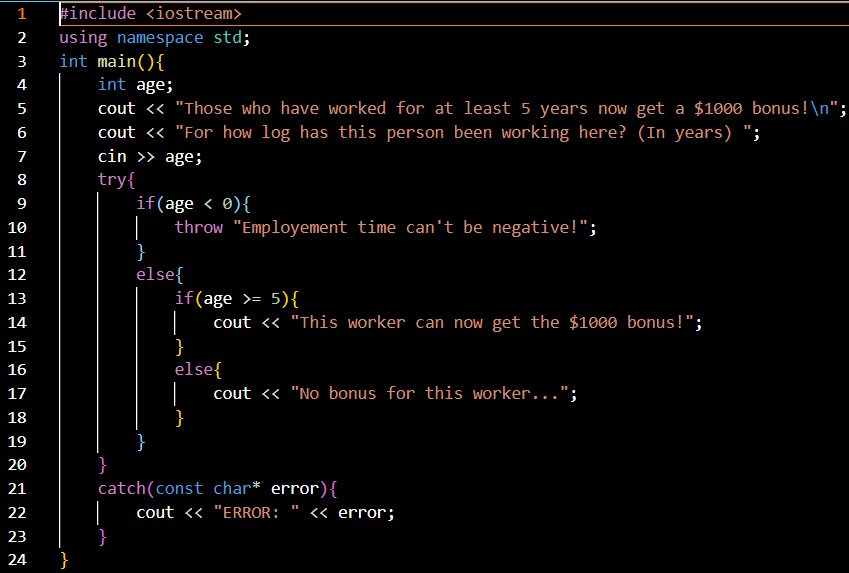 1 #include <iostream>
2 using namespace std;
3 int main(){
4     int age;
5     cout << "Those who have worked for at least 5 years now get a $1000 bonus!\n";
6     cout << "For how log has this person been working here? (In years) ";
7     cin >> age;
8     try{
9         if(age < 0){
10             throw "Employement time can't be negative!";
11         }
12         else{
13             if(age >= 5){
14                 cout << "This worker can now get the $1000 bonus!";
15             }
16             else{
17                 cout << "No bonus for this worker...";
18             }
19         }
20     }
21     catch(const char* error){
22         cout << "ERROR: " << error;
23     }
24 }